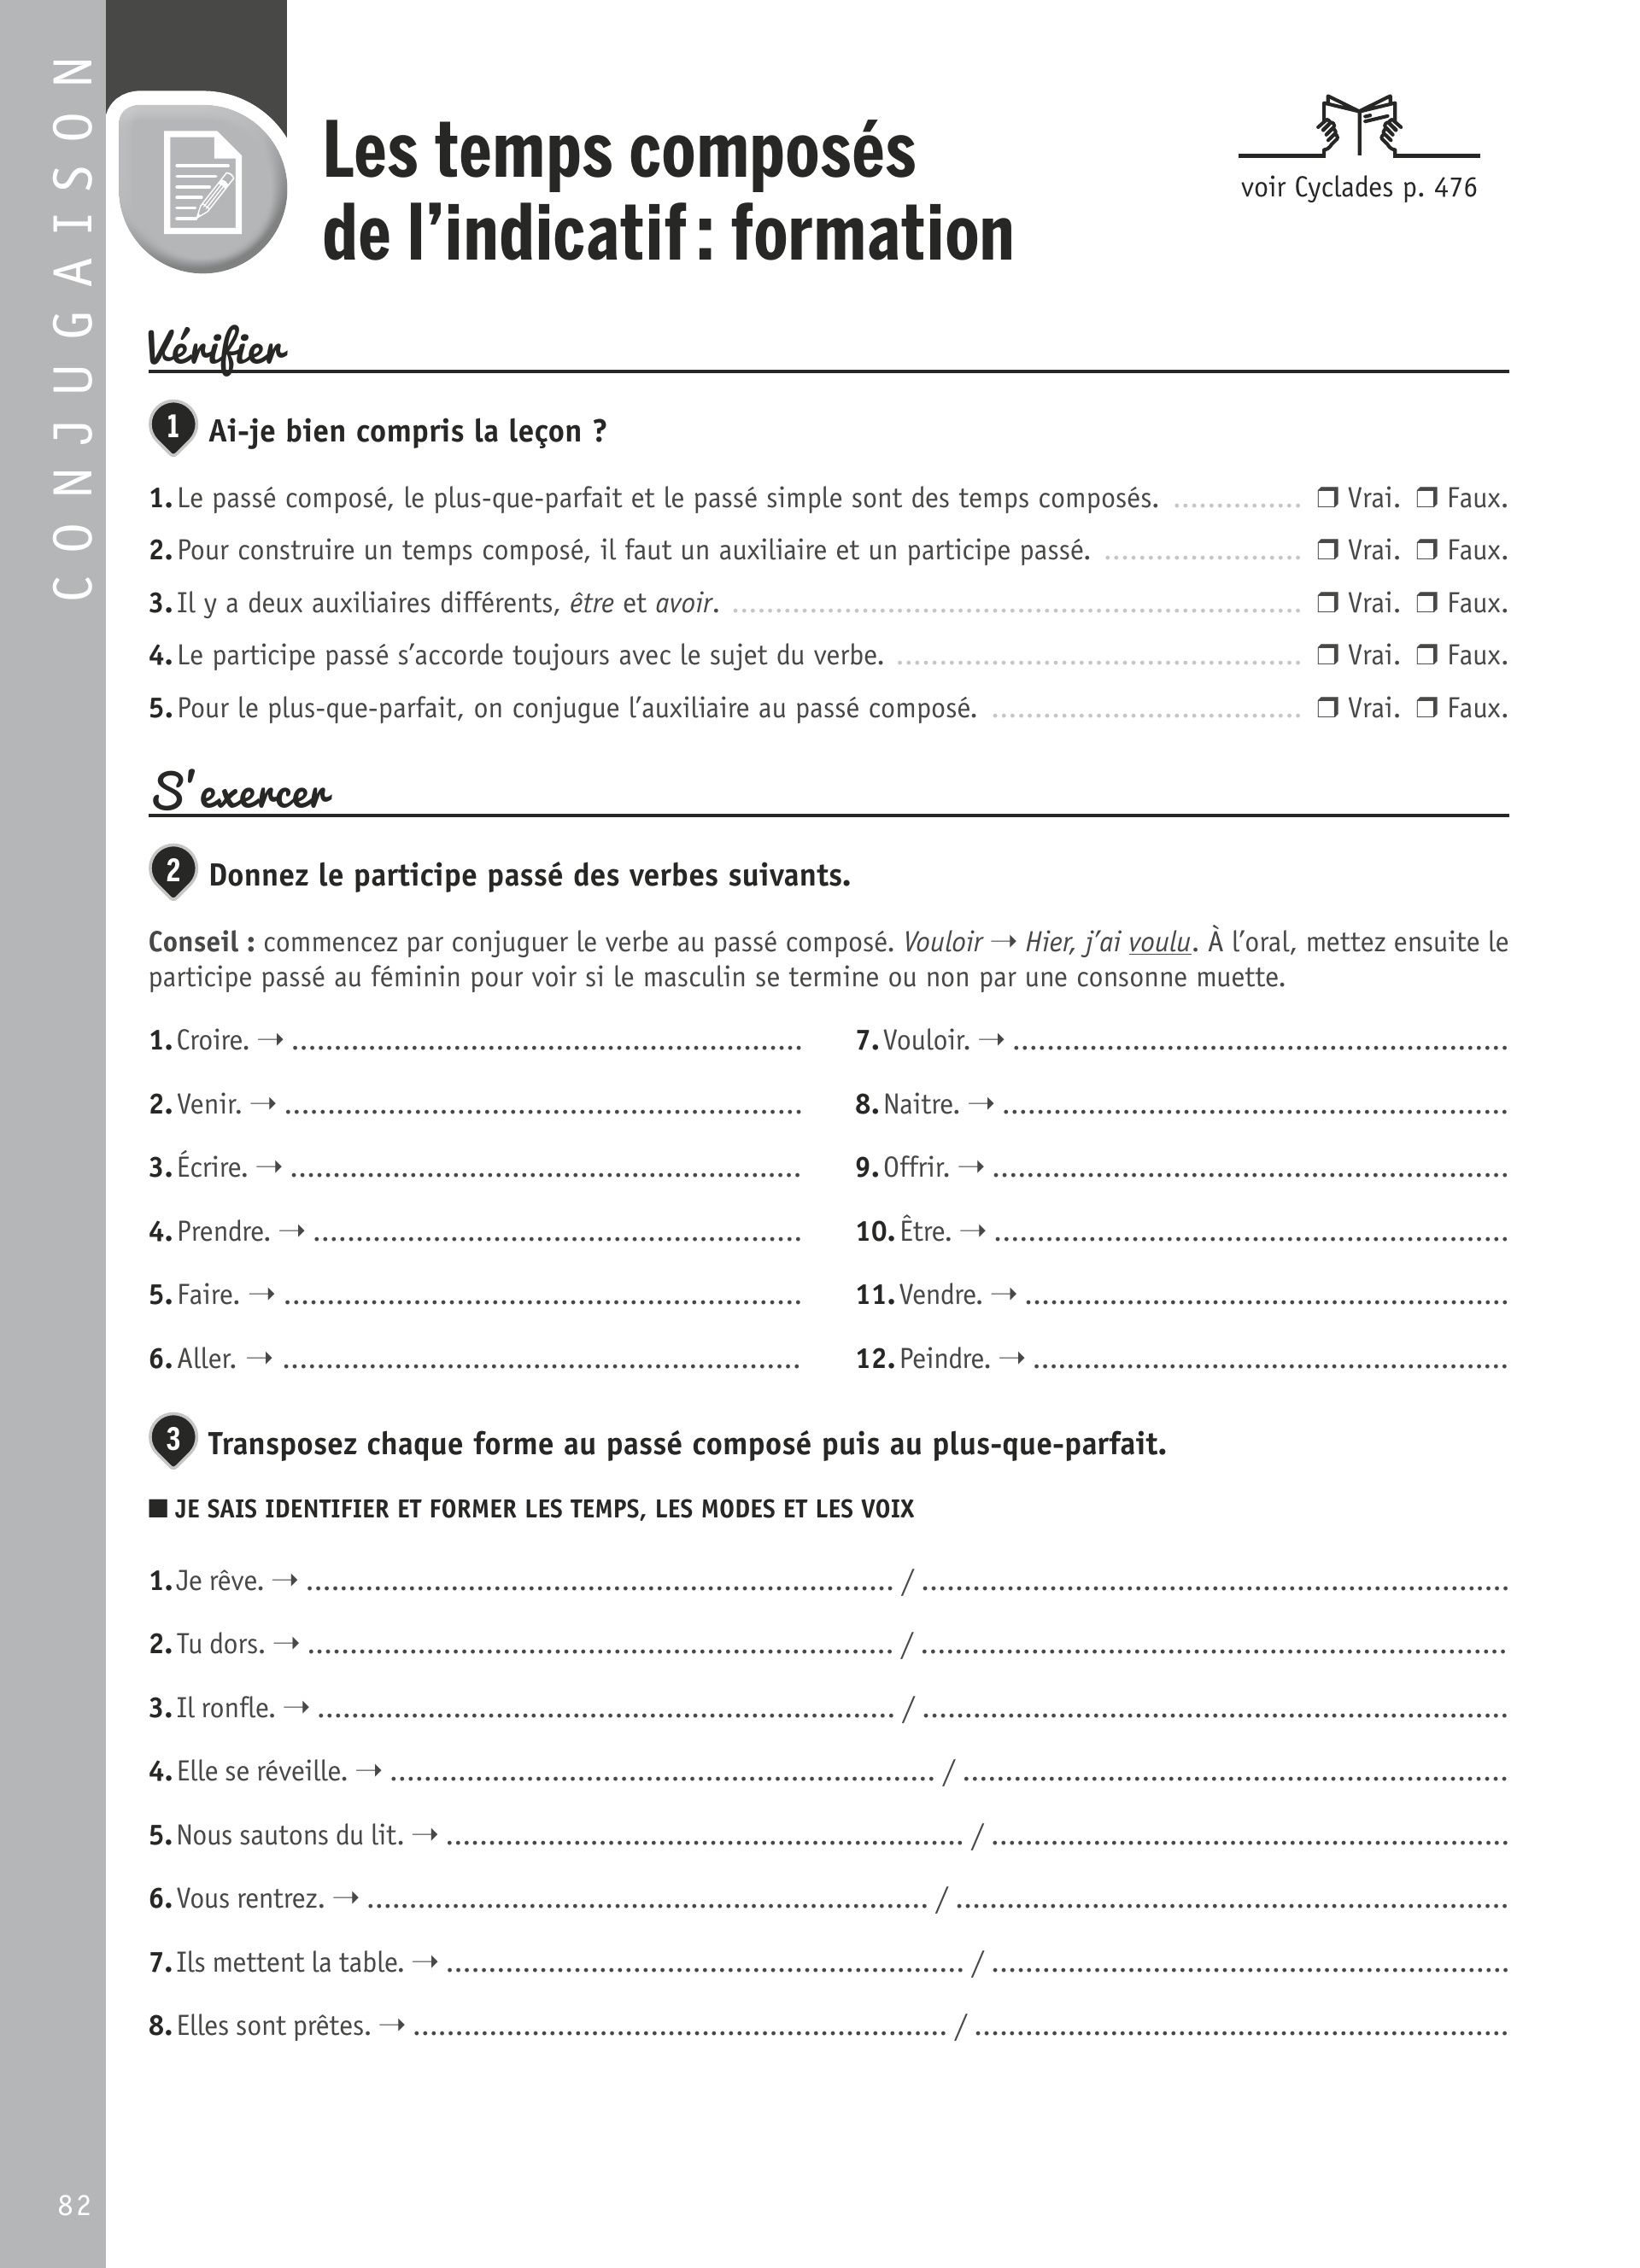 CONJUGAISON
Les temps composés
de l'indicatif : formation
voir Cyclades p. 476
Vérifier
1 Ai-je bien compris la leçon ?
1. Le passé composé, le plus-que-parfait et le passé simple sont des temps composés. ............... ❒ Vrai. ❒ Faux.
2. Pour construire un temps composé, il faut un auxiliaire et un participe passé. ....................... ❒ Vrai. ❒ Faux.
3. Il y a deux auxiliaires différents, être et avoir. .................................................................. ❒ Vrai. ❒ Faux.
4. Le participe passé s'accorde toujours avec le sujet du verbe. ............................................... ❒ Vrai. ❒ Faux.
5. Pour le plus-que-parfait, on conjugue l'auxiliaire au passé composé. .................................... ❒ Vrai. ❒ Faux.
S'exercer
2 Donnez le participe passé des verbes suivants.
Conseil : commencez par conjuguer le verbe au passé composé. Vouloir → Hier, j'ai voulu. À l'oral, mettez ensuite le
participe passé au féminin pour voir si le masculin se termine ou non par une consonne muette.
1. Croire. → ............................................................
2. Venir. → ............................................................
3. Écrire. → ............................................................
4. Prendre. → .........................................................
5. Faire. → ............................................................
6. Aller. → ............................................................
7. Vouloir. → ..........................................................
8. Naitre. → ...........................................................
9. Offrir. → ............................................................
10. Être. → ............................................................
11. Vendre. → ........................................................
12. Peindre. → .......................................................
3 Transposez chaque forme au passé composé puis au plus-que-parfait.
■ JE SAIS IDENTIFIER ET FORMER LES TEMPS, LES MODES ET LES VOIX
1. Je rêve. → ..................................................................... / .....................................................................
2. Tu dors. → ..................................................................... / .....................................................................
3. Il ronfle. → .................................................................... / .....................................................................
4. Elle se réveille. → ................................................................ / ................................................................
5. Nous sautons du lit. → ............................................................. / .............................................................
6. Vous rentrez. → .................................................................. / .................................................................
7. Ils mettent la table. → ............................................................. / .............................................................
8. Elles sont prêtes. → ............................................................... / ...............................................................
82